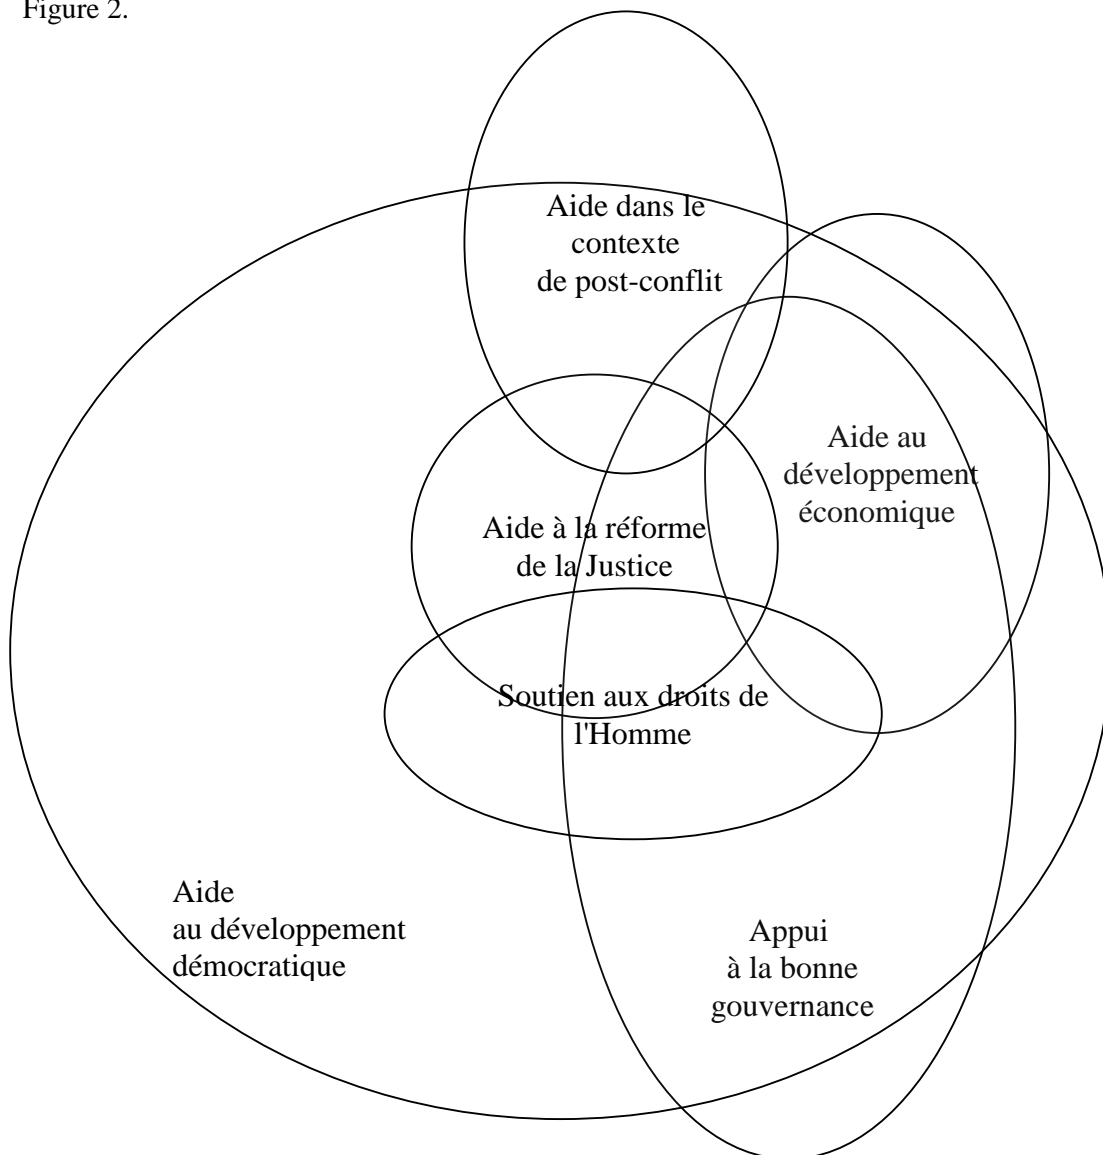 Figure 2.
Aide dans le
contexte
de post-conflit
Aide au
développement
économique
Aide à la réforme
de la Justice
Soutien aux droits de
l'Homme
Aide
au développement
démocratique
Appui
à la bonne
gouvernance